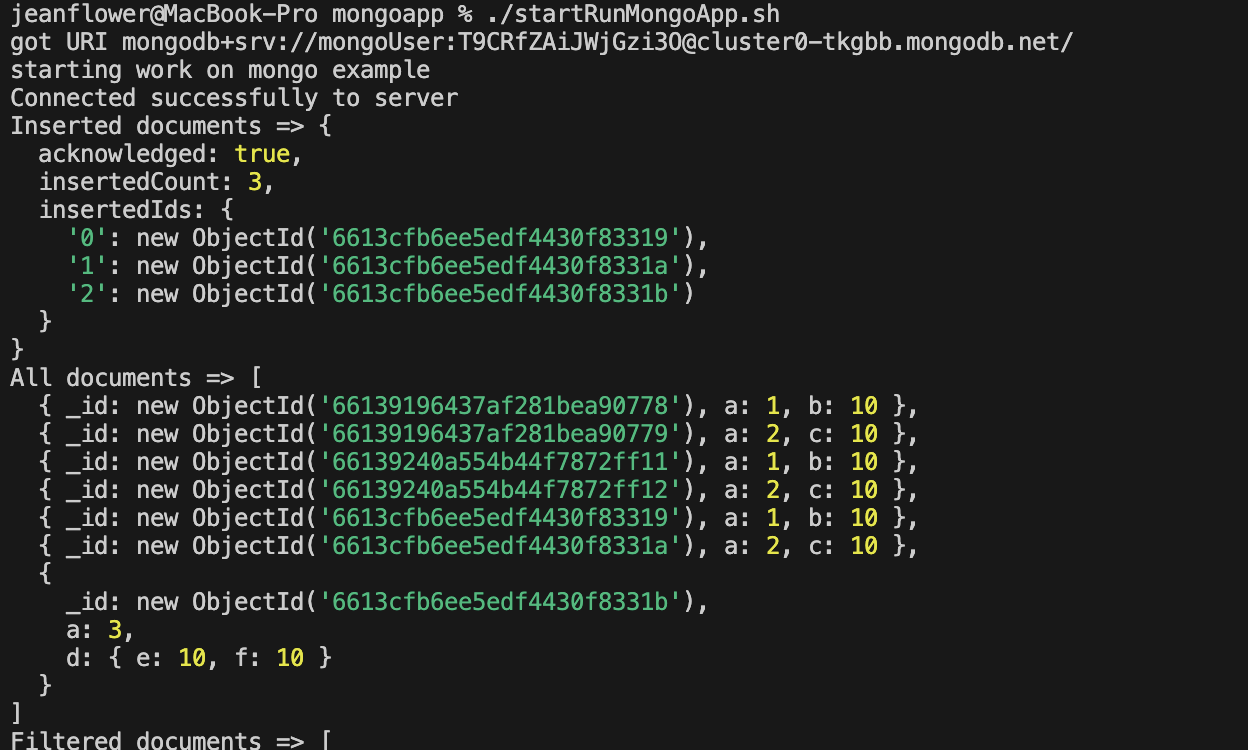 jeanflower@MacBook-Pro mongoapp % ./startRunMongoApp.sh
got URI mongodb+srv://mongoUser:T9CRfZAiJWjGzi3O@cluster0-tkgbb.mongodb.net/
starting work on mongo example
Connected successfully to server
Inserted documents => {
  acknowledged: true,
  insertedCount: 3,
  insertedIds: {
    '0': new ObjectId('6613cfb6ee5edf4430f83319'),
    '1': new ObjectId('6613cfb6ee5edf4430f8331a'),
    '2': new ObjectId('6613cfb6ee5edf4430f8331b')
  }
}
All documents => [
  { _id: new ObjectId('66139196437af281bea90778'), a: 1, b: 10 },
  { _id: new ObjectId('66139196437af281bea90779'), a: 2, c: 10 },
  { _id: new ObjectId('66139240a554b44f7872ff11'), a: 1, b: 10 },
  { _id: new ObjectId('66139240a554b44f7872ff12'), a: 2, c: 10 },
  { _id: new ObjectId('6613cfb6ee5edf4430f83319'), a: 1, b: 10 },
  { _id: new ObjectId('6613cfb6ee5edf4430f8331a'), a: 2, c: 10 },
  {
    _id: new ObjectId('6613cfb6ee5edf4430f8331b'),
    a: 3,
    d: { e: 10, f: 10 }
  }
]
Filtered documents => [